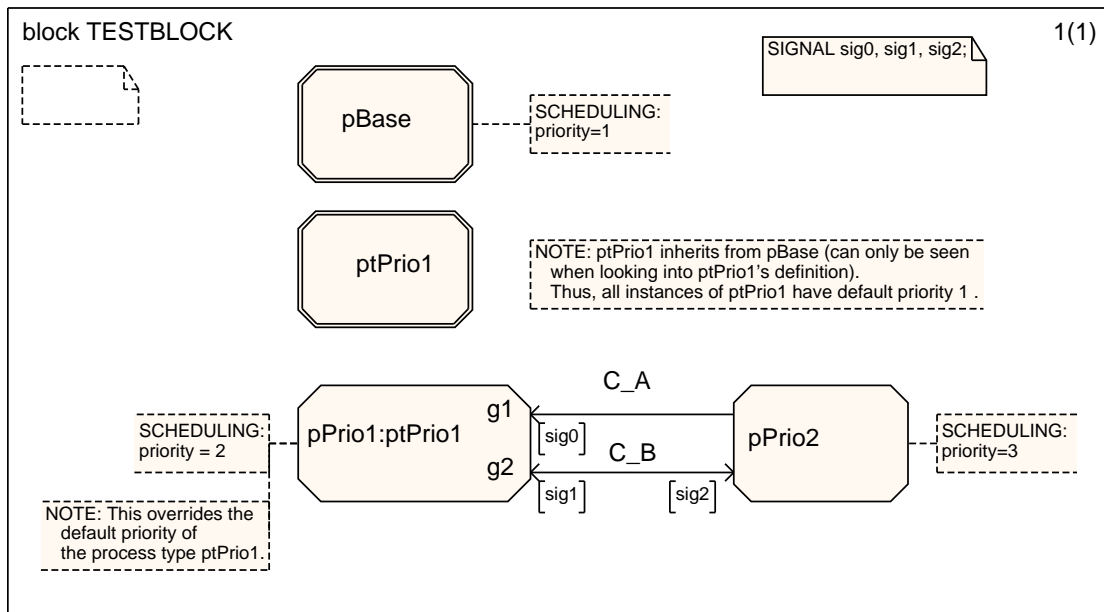 block TESTBLOCK
1(1)
SIGNAL sig0, sig1, sig2;
pBase
SCHEDULING:
priority=1
ptPrio1
NOTE: ptPrio1 inherits from pBase (can only be seen
when looking into ptPrio1's definition).
Thus, all instances of ptPrio1 have default priority 1 .
SCHEDULING:
priority = 2
NOTE: This overrides the
default priority of
the process type ptPrio1.
pPrio1:ptPrio1
g1
g2
C_A
[sig0]
C_B
[sig1]
[sig2]
pPrio2
SCHEDULING:
priority=3